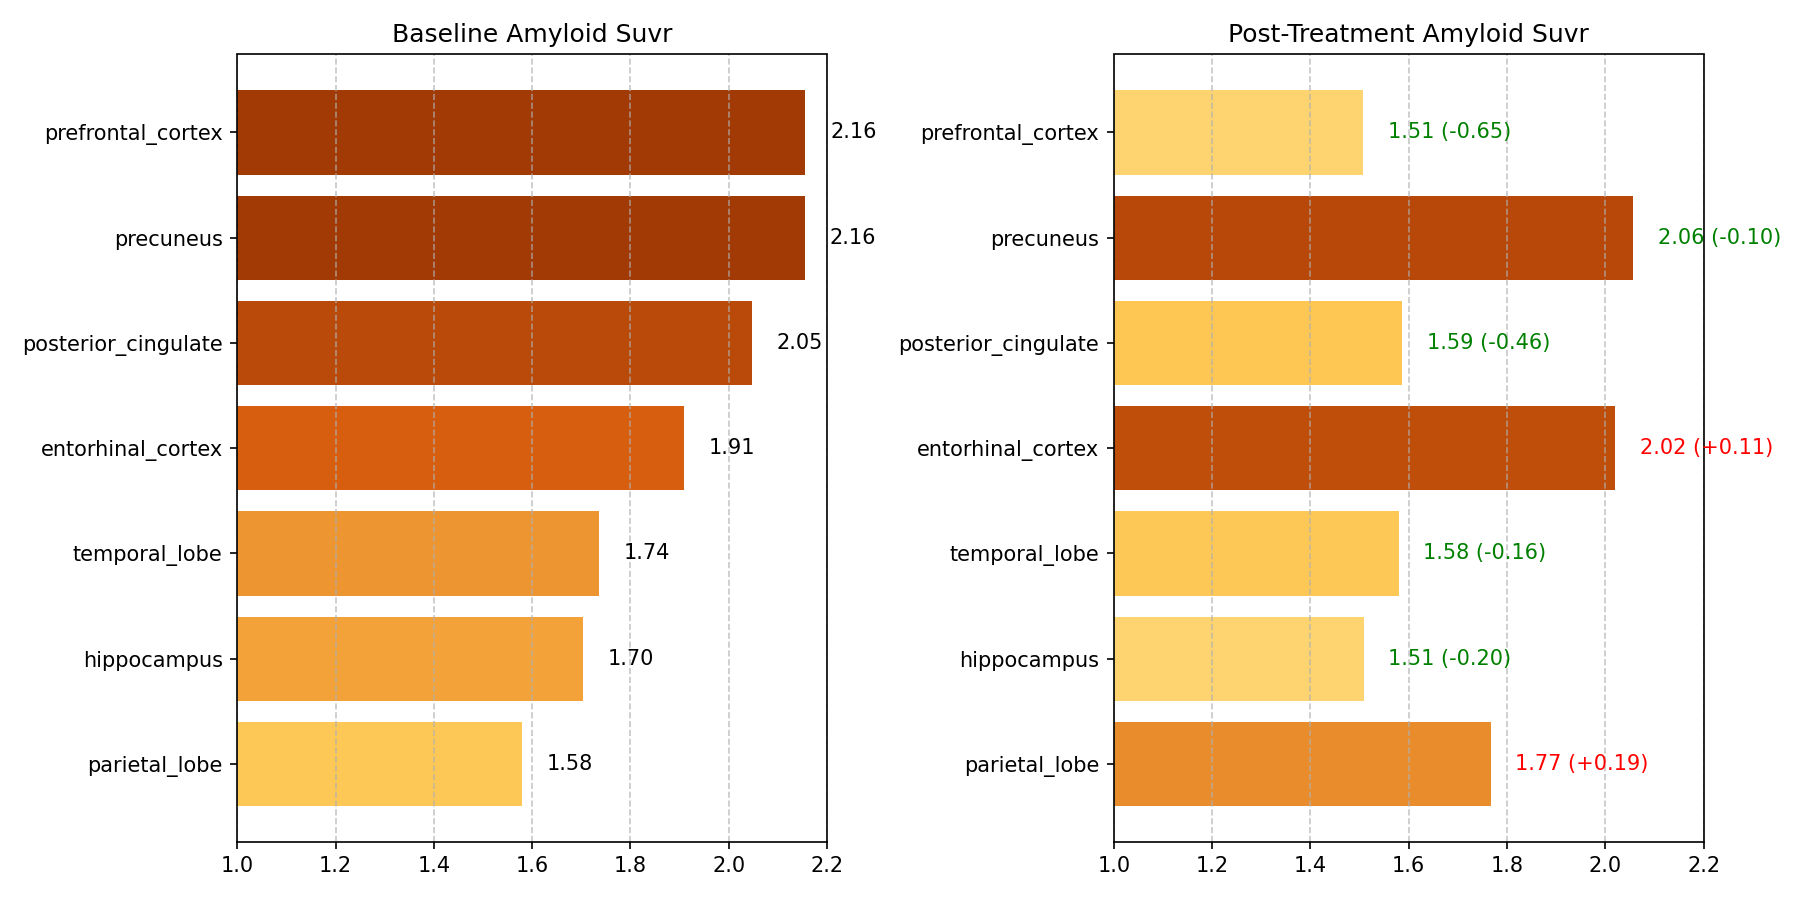 Baseline Amyloid Suvr
prefrontal_cortex 2.16
precuneus 2.16
posterior_cingulate 2.05
entorhinal_cortex 1.91
temporal_lobe 1.74
hippocampus 1.70
parietal_lobe 1.58
1.0 1.2 1.4 1.6 1.8 2.0 2.2
Post-Treatment Amyloid Suvr
prefrontal_cortex 1.51 (-0.65)
precuneus 2.06 (-0.10)
posterior_cingulate 1.59 (-0.46)
entorhinal_cortex 2.02 (+0.11)
temporal_lobe 1.58 (-0.16)
hippocampus 1.51 (-0.20)
parietal_lobe 1.77 (+0.19)
1.0 1.2 1.4 1.6 1.8 2.0 2.2